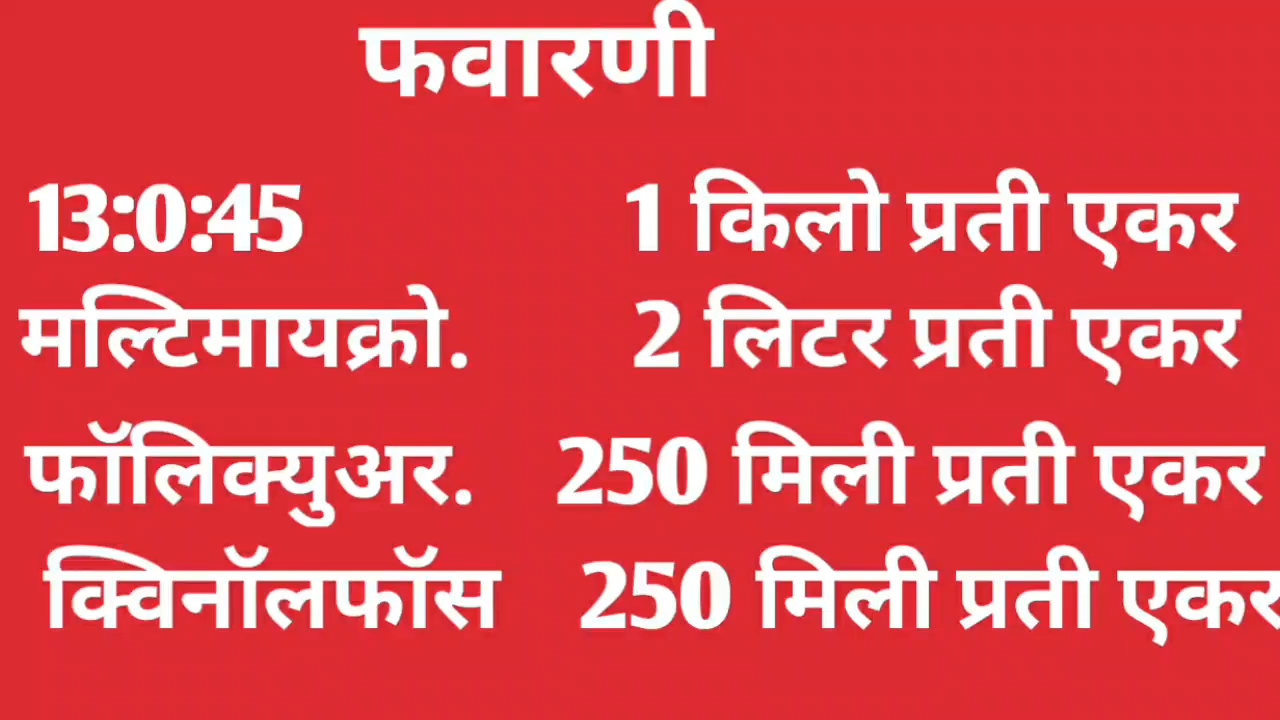 फवारणी
13:0:45 1 किलो प्रती एकर
मल्टिमायक्रो. 2 लिटर प्रती एकर
फॉलिक्युअर. 250 मिली प्रती एकर
क्विनॉलफॉस 250 मिली प्रती एकर